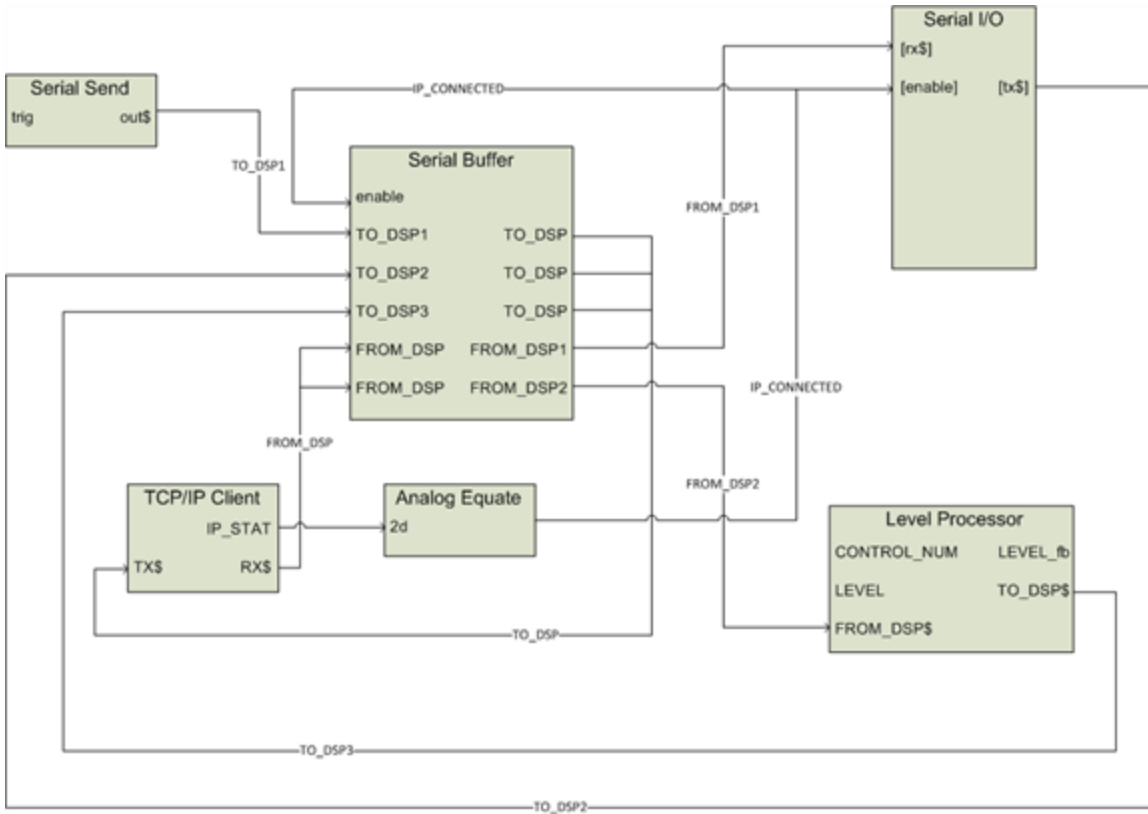 Serial I/O
[rx$]
[enable] [tx$]
Serial Send
trig out$
IP_CONNECTED
TO_DSP1
Serial Buffer
enable
TO_DSP1 TO_DSP
TO_DSP2 TO_DSP
TO_DSP3 TO_DSP
FROM_DSP FROM_DSP1
FROM_DSP FROM_DSP2
FROM_DSP1
IP_CONNECTED
FROM_DSP
FROM_DSP2
TCP/IP Client
IP_STAT
TX$ RX$
Analog Equate
2d
Level Processor
CONTROL_NUM LEVEL_fb
LEVEL TO_DSP$
FROM_DSP$
TO_DSP
TO_DSP3
TO_DSP2